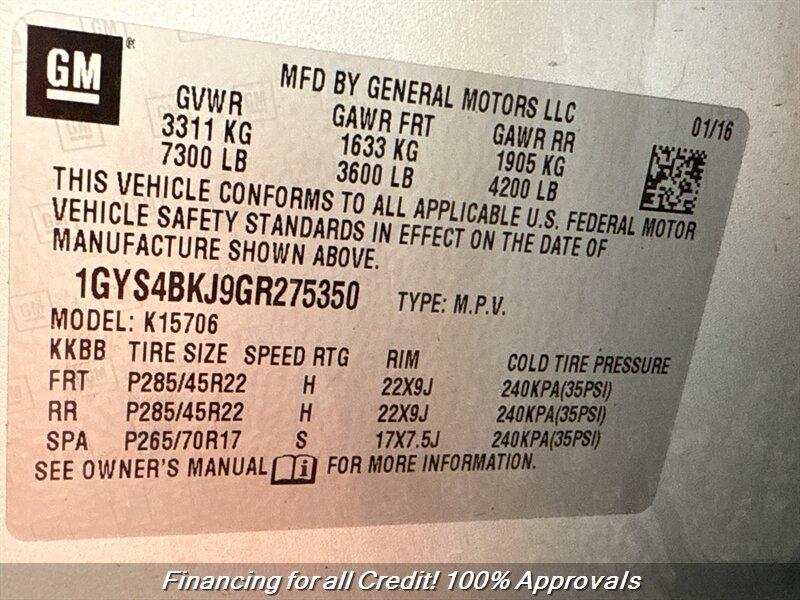 GM ®
MFD BY GENERAL MOTORS LLC
01/16
GVWR GAWR FRT GAWR RR
3311 KG 1633 KG 1905 KG
7300 LB 3600 LB 4200 LB
THIS VEHICLE CONFORMS TO ALL APPLICABLE U.S. FEDERAL MOTOR
VEHICLE SAFETY STANDARDS IN EFFECT ON THE DATE OF
MANUFACTURE SHOWN ABOVE.
1GYS4BKJ9GR275350 TYPE: M.P.V.
MODEL: K15706
KKBB TIRE SIZE SPEED RTG RIM COLD TIRE PRESSURE
FRT P285/45R22 H 22X9J 240KPA(35PSI)
RR P285/45R22 H 22X9J 240KPA(35PSI)
SPA P265/70R17 S 17X7.5J 240KPA(35PSI)
SEE OWNER'S MANUAL i FOR MORE INFORMATION.
Financing for all Credit! 100% Approvals